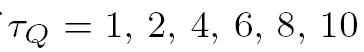 τ_Q = 1, 2, 4, 6, 8, 10